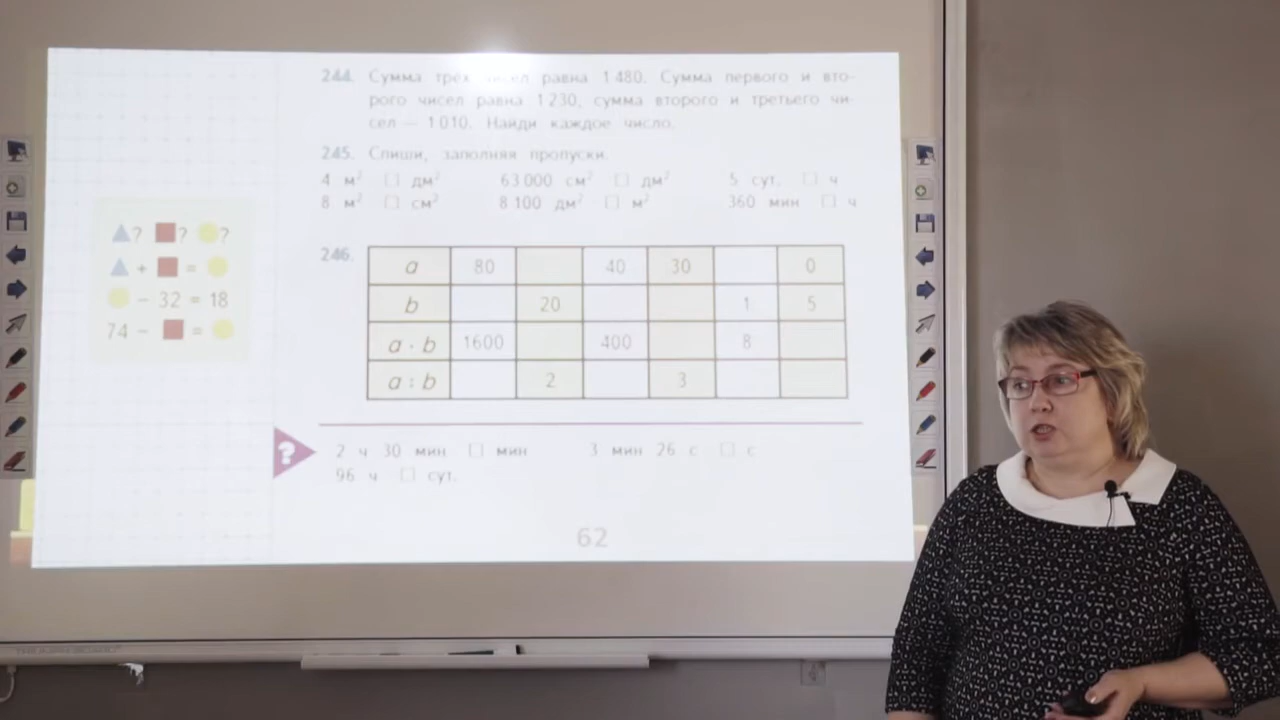 244. Сумма трёх чисел равна 1 480. Сумма первого и вто-
рого чисел равна 1 230, сумма второго и третьего чи-
сел — 1 010. Найди каждое число.
245. Спиши, заполняя пропуски.
4 м² □ дм² 63 000 см² □ дм² 5 сут. □ ч
8 м² □ см² 8 100 дм² □ м² 360 мин □ ч
? ? ?
+ =
− 32 = 18
74 − =
246.
a 80 40 30 0
b 20 1 5
a · b 1600 400 8
a : b 2 3
?
2 ч 30 мин □ мин 3 мин 26 с □ с
96 ч □ сут.
62